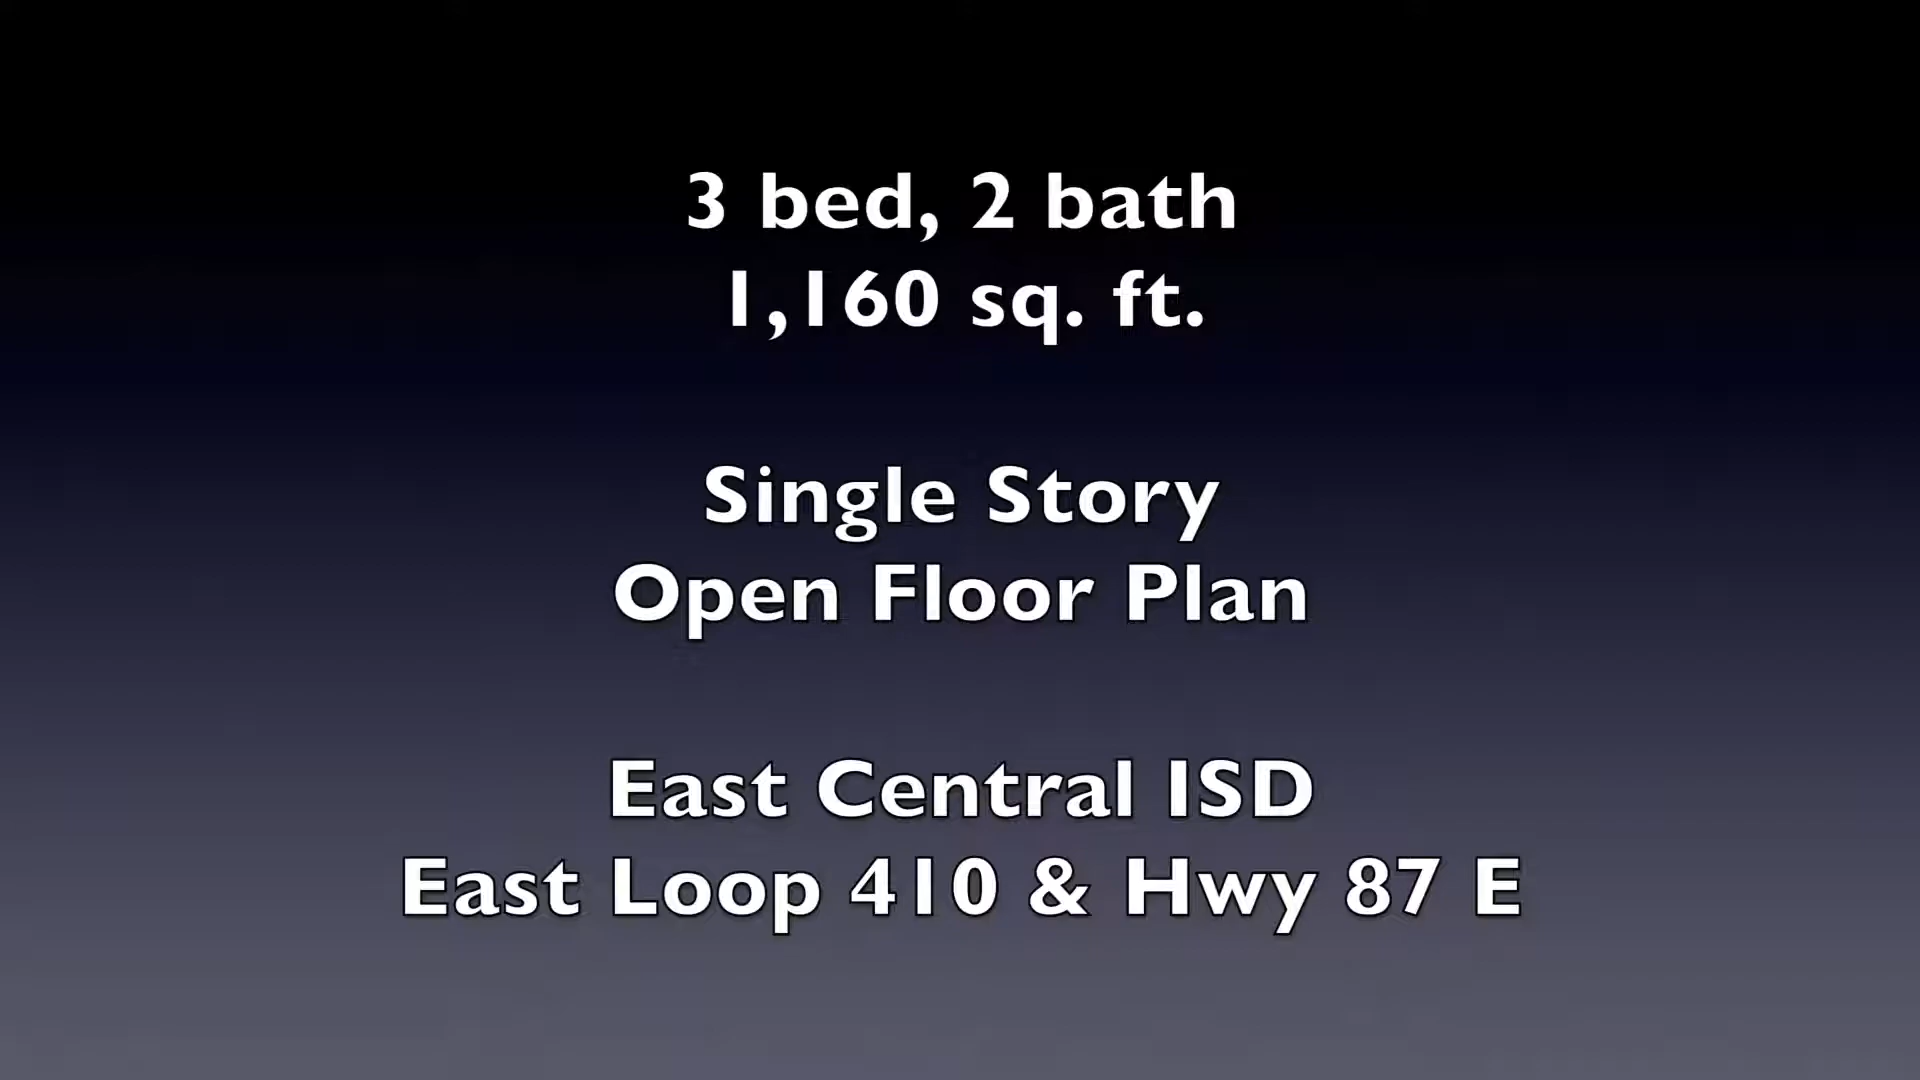 3 bed, 2 bath
1,160 sq. ft.
Single Story
Open Floor Plan
East Central ISD
East Loop 410 & Hwy 87 E